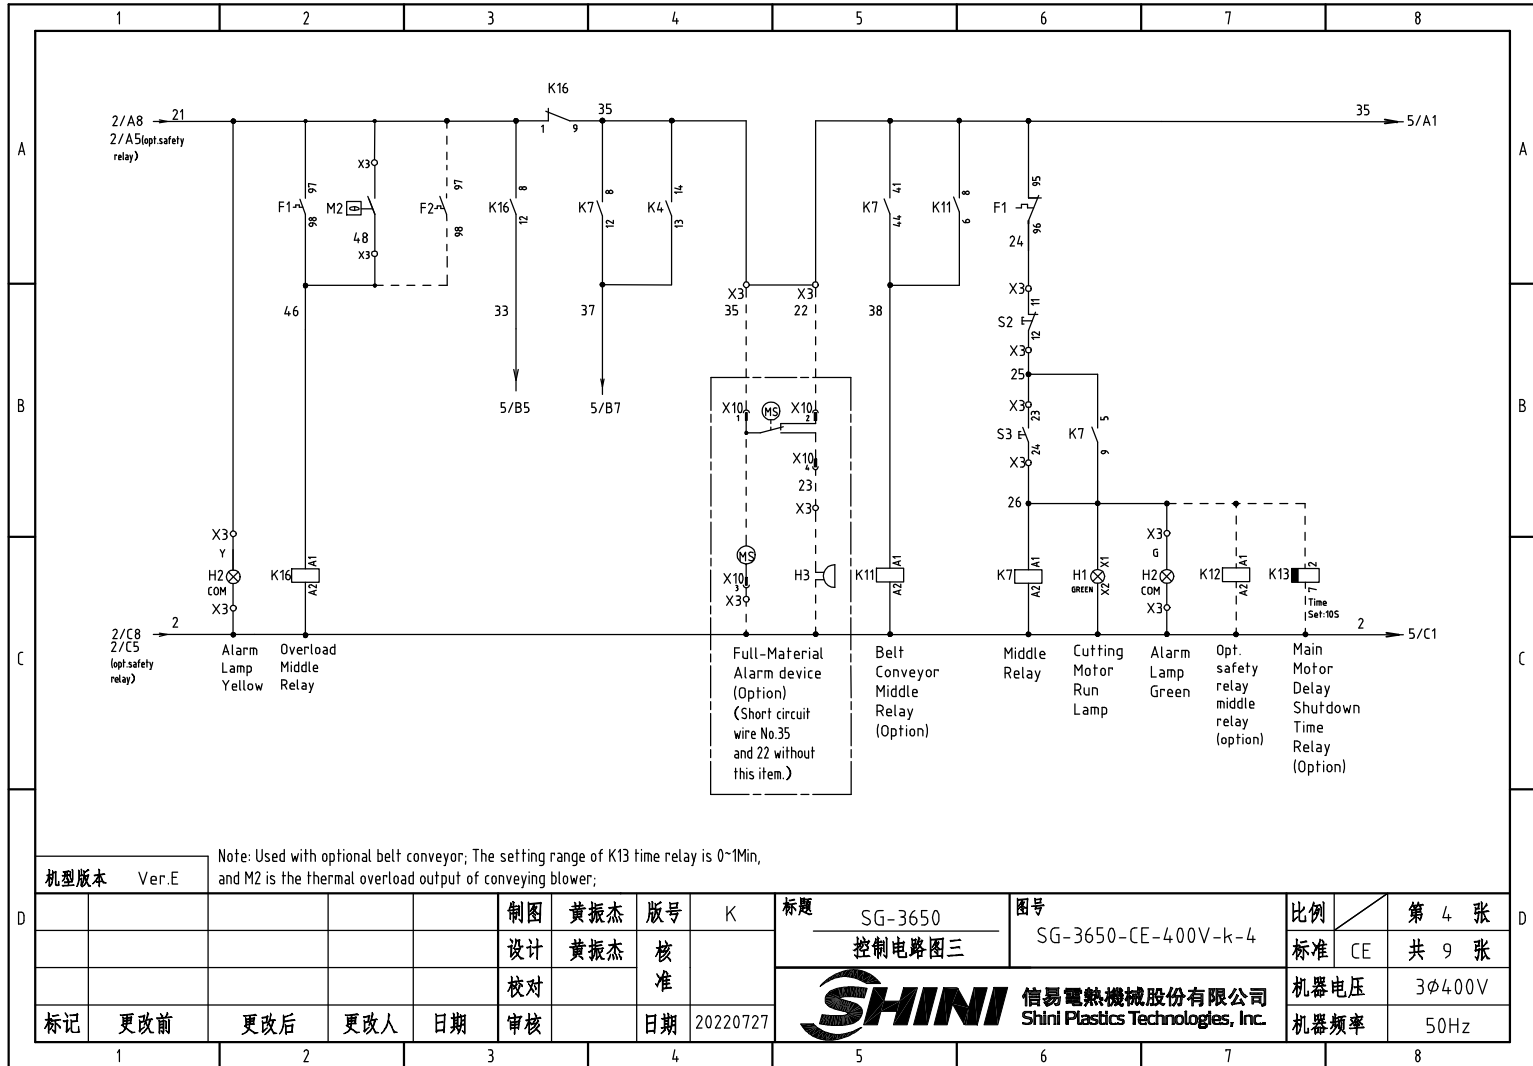 1 2 3 4 5 6 7 8
A A
B B
C C
D D
2/A8 21
2/A5(opt.safety
relay)
K16
1 9
35
35 5/A1
F1 97 98
X3
M2
48
X3
F2 97 98
K16 8 12
K7 8 12
K4 14 13
K7 41 44
K11 8 6
F1 95 96
24
46
33
37
X3 X3
35 22
38
X3
S2 11 12
X3
25
5/B5
5/B7
X10 1
MS
X10 2
X10 4
23
X3
X3
S3 23 24
X3
K7 5 9
26
X3
Y
H2
COM
X3
K16 A1 A2
MS
X10 3
X3
H3
K11 A1 A2
K7 A1 A2
H1
GREEN
X1 X2
X3
G
H2
COM
X3
K12 A1 A2
K13 2 7
Time
Set:10S
2/C8 2
2/C5
(opt.safety
relay)
2 5/C1
Alarm
Lamp
Yellow
Overload
Middle
Relay
Full-Material
Alarm device
(Option)
(Short circuit
wire No.35
and 22 without
this item.)
Belt
Conveyor
Middle
Relay
(Option)
Middle
Relay
Cutting
Motor
Run
Lamp
Alarm
Lamp
Green
Opt.
safety
relay
middle
relay
(option)
Main
Motor
Delay
Shutdown
Time
Relay
(Option)
Note: Used with optional belt conveyor; The setting range of K13 time relay is 0~1Min,
and M2 is the thermal overload output of conveying blower;
机型版本 Ver.E
制图 黄振杰 版号 K
设计 黄振杰 核准
校对
标记 更改前 更改后 更改人 日期 审核 日期 20220727
标题 SG-3650
控制电路图三
图号
SG-3650-CE-400V-k-4
比例 第 4 张
标准 CE 共 9 张
机器电压 3Φ400V
机器频率 50Hz
SHINI
信易電熱機械股份有限公司
Shini Plastics Technologies, Inc.
1 2 3 4 5 6 7 8